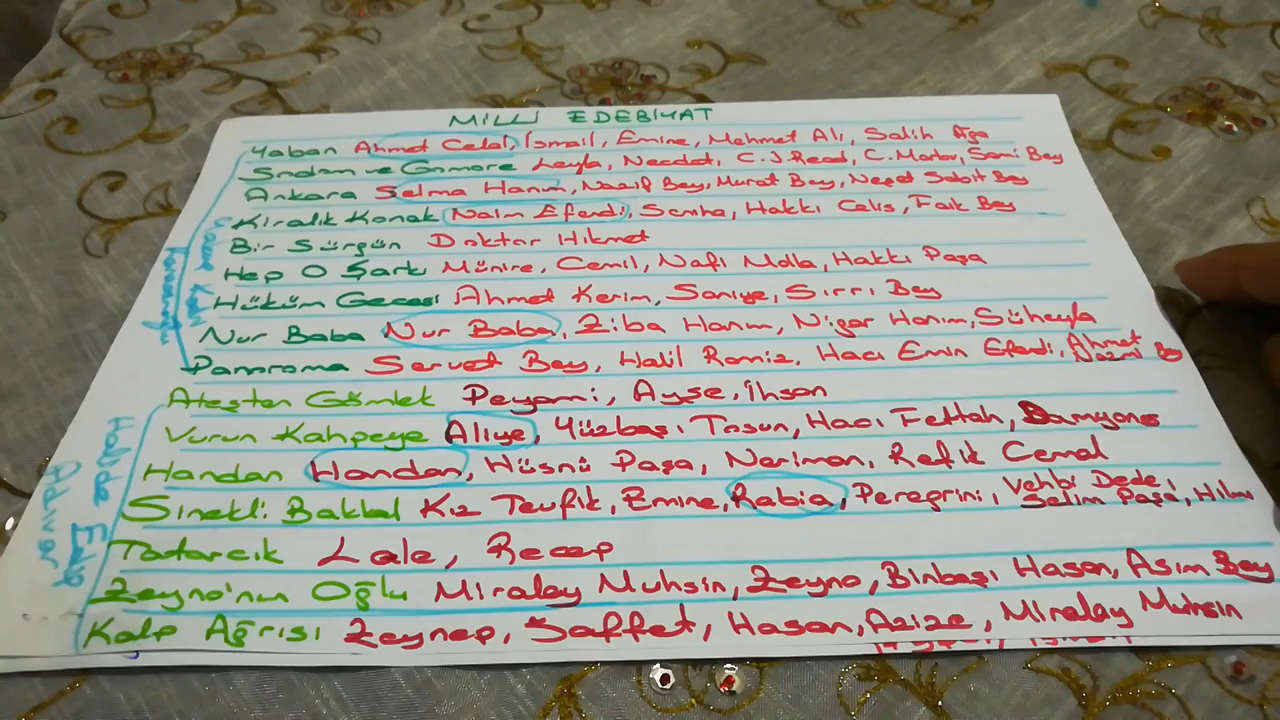 MİLLİ EDEBİYAT
Yaban Ahmet Celal, İsmail, Emine, Mehmet Ali, Salih Ağa
Sodom ve Gomore Leyla, Necdet, C.J.Read, C. Marlow, Sami Bey
Ankara Selma Hanım, Nazif Bey, Murat Bey, Neşet Sabit Bey
Kiralık Konak Naim Efendi, Seniha, Hakkı Celis, Faik Bey
Bir Sürgün Doktor Hikmet
Hep O Şarkı Münire, Cemil, Nafi Molla, Hakkı Paşa
Hüküm Gecesi Ahmet Kerim, Samiye, Sırrı Bey
Nur Baba Nur Baba, Ziba Hanım, Nigar Hanım, Süheyla
Panorama Servet Bey, Halil Ramiz, Hacı Emin Efendi, Ahmet Nazmi Bey
Yakup Kadri
Ateşten Gömlek Peyami, Ayşe, İhsan
Vurun Kahpeye Aliye, Yüzbaşı Tosun, Hacı Fettah, Damyanos
Handan Handan, Hüsnü Paşa, Neriman, Refik Cemal
Sinekli Bakkal Kız Tevfik, Emine, Rabia, Peregrini, Vehbi Dede, Selim Paşa, Hilmi
Tatarcık Lale, Recep
Zeyno'nun Oğlu Miralay Muhsin, Zeyno, Binbaşı Hasan, Asım Bey
Kalp Ağrısı Zeynep, Saffet, Hasan, Azize, Miralay Muhsin
Halide Edip
Adıvar